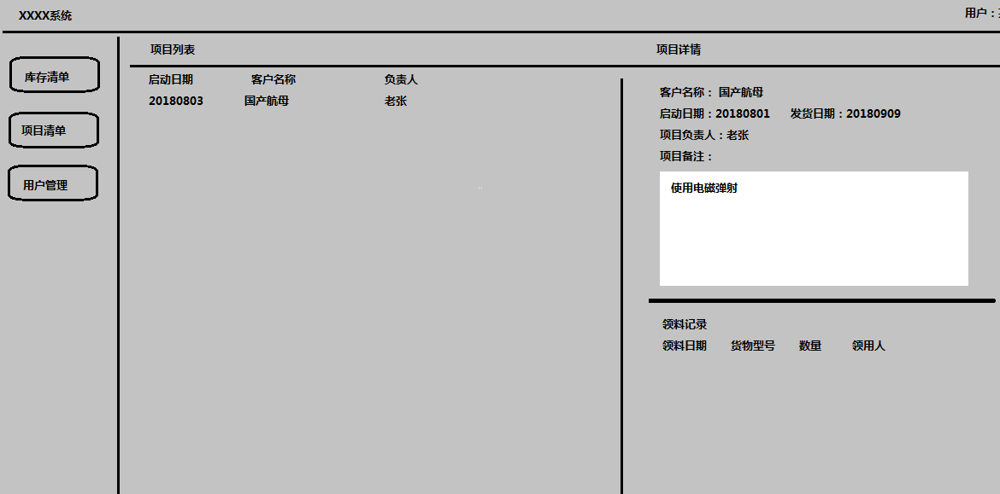 XXXX系统
用户：
库存清单
项目清单
用户管理
项目列表
启动日期 客户名称 负责人
20180803 国产航母 老张
项目详情
客户名称： 国产航母
启动日期：20180801 发货日期：20180909
项目负责人：老张
项目备注：
使用电磁弹射
领料记录
领料日期 货物型号 数量 领用人